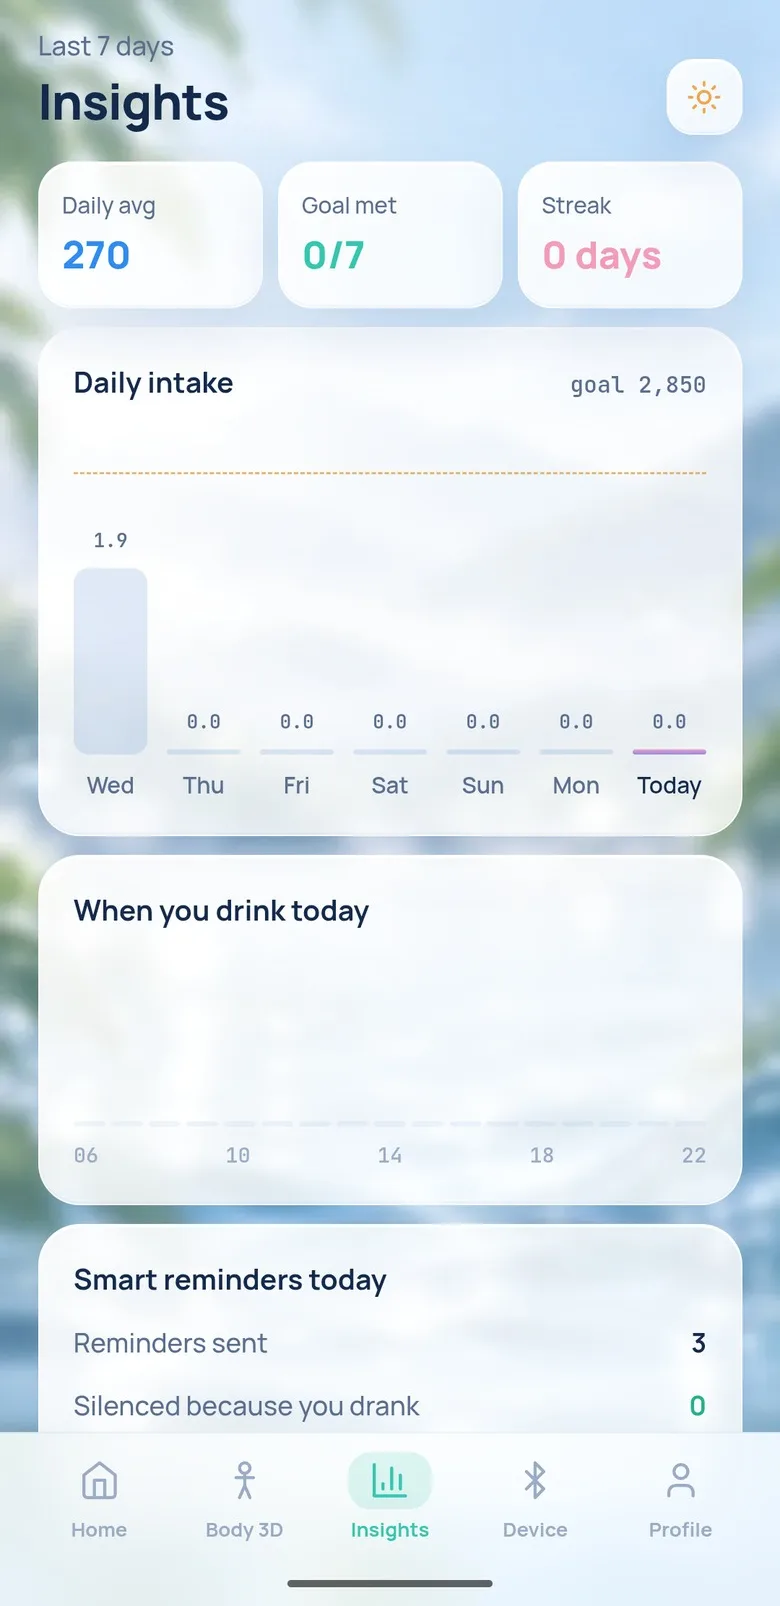 Last 7 days
Insights
Daily avg
270
Goal met
0/7
Streak
0 days
Daily intake
goal 2,850
1.9
0.0 0.0 0.0 0.0 0.0 0.0
Wed Thu Fri Sat Sun Mon Today
When you drink today
06 10 14 18 22
Smart reminders today
Reminders sent 3
Silenced because you drank 0
Home Body 3D Insights Device Profile